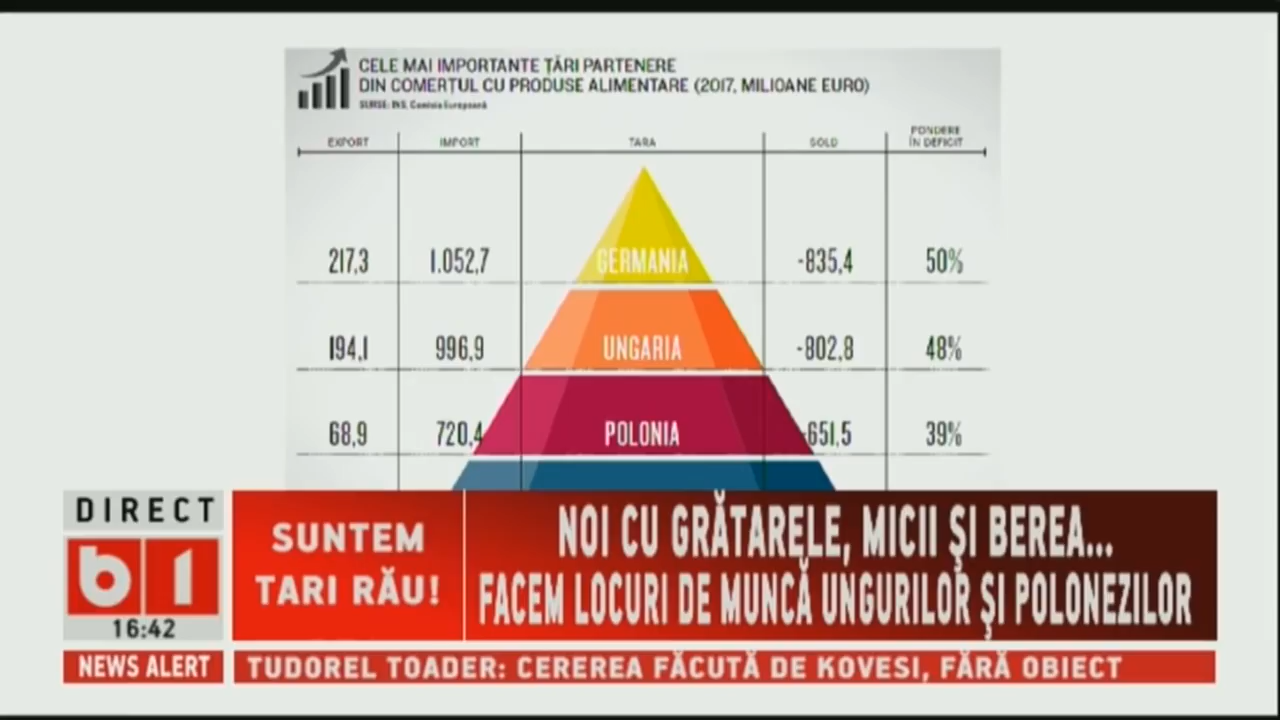 CELE MAI IMPORTANTE ȚĂRI PARTENERE
DIN COMERȚUL CU PRODUSE ALIMENTARE (2017, MILIOANE EURO)
SURSE: INS, Comisia Europeană
EXPORT IMPORT TARA SOLD PONDERE
ÎN DEFICIT
217,3 1.052,7 GERMANIA -835,4 50%
194,1 996,9 UNGARIA -802,8 48%
68,9 720,4 POLONIA -651,5 39%
DIRECT
b1
16:42
SUNTEM
TARI RĂU!
NOI CU GRĂTARELE, MICII ŞI BEREA...
FACEM LOCURI DE MUNCĂ UNGURILOR ŞI POLONEZILOR
NEWS ALERT
TUDOREL TOADER: CEREREA FĂCUTĂ DE KOVESI, FĂRĂ OBIECT